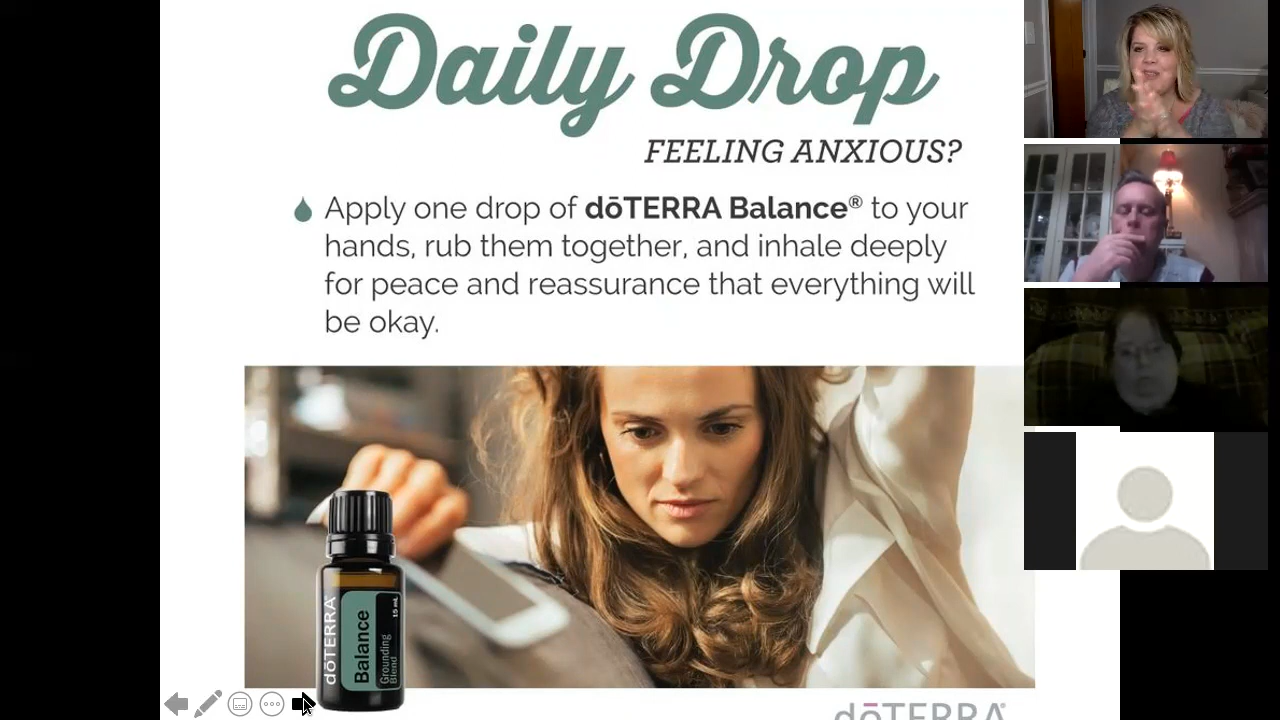 Daily Drop
FEELING ANXIOUS?
Apply one drop of dōTERRA Balance® to your
hands, rub them together, and inhale deeply
for peace and reassurance that everything will
be okay.
dōTERRA®
Balance
Grounding
Blend
15 mL
dōTERRA®